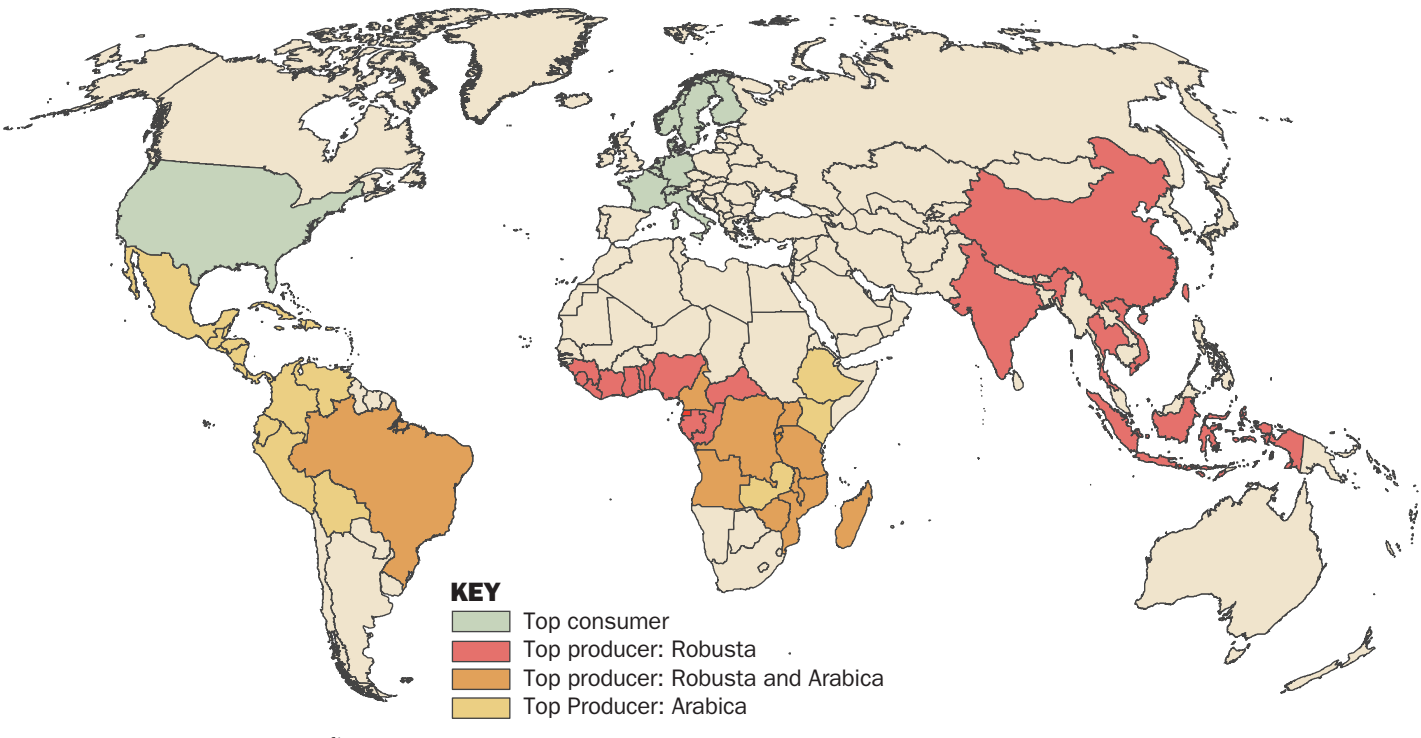 KEY
Top consumer
Top producer: Robusta
Top producer: Robusta and Arabica
Top Producer: Arabica